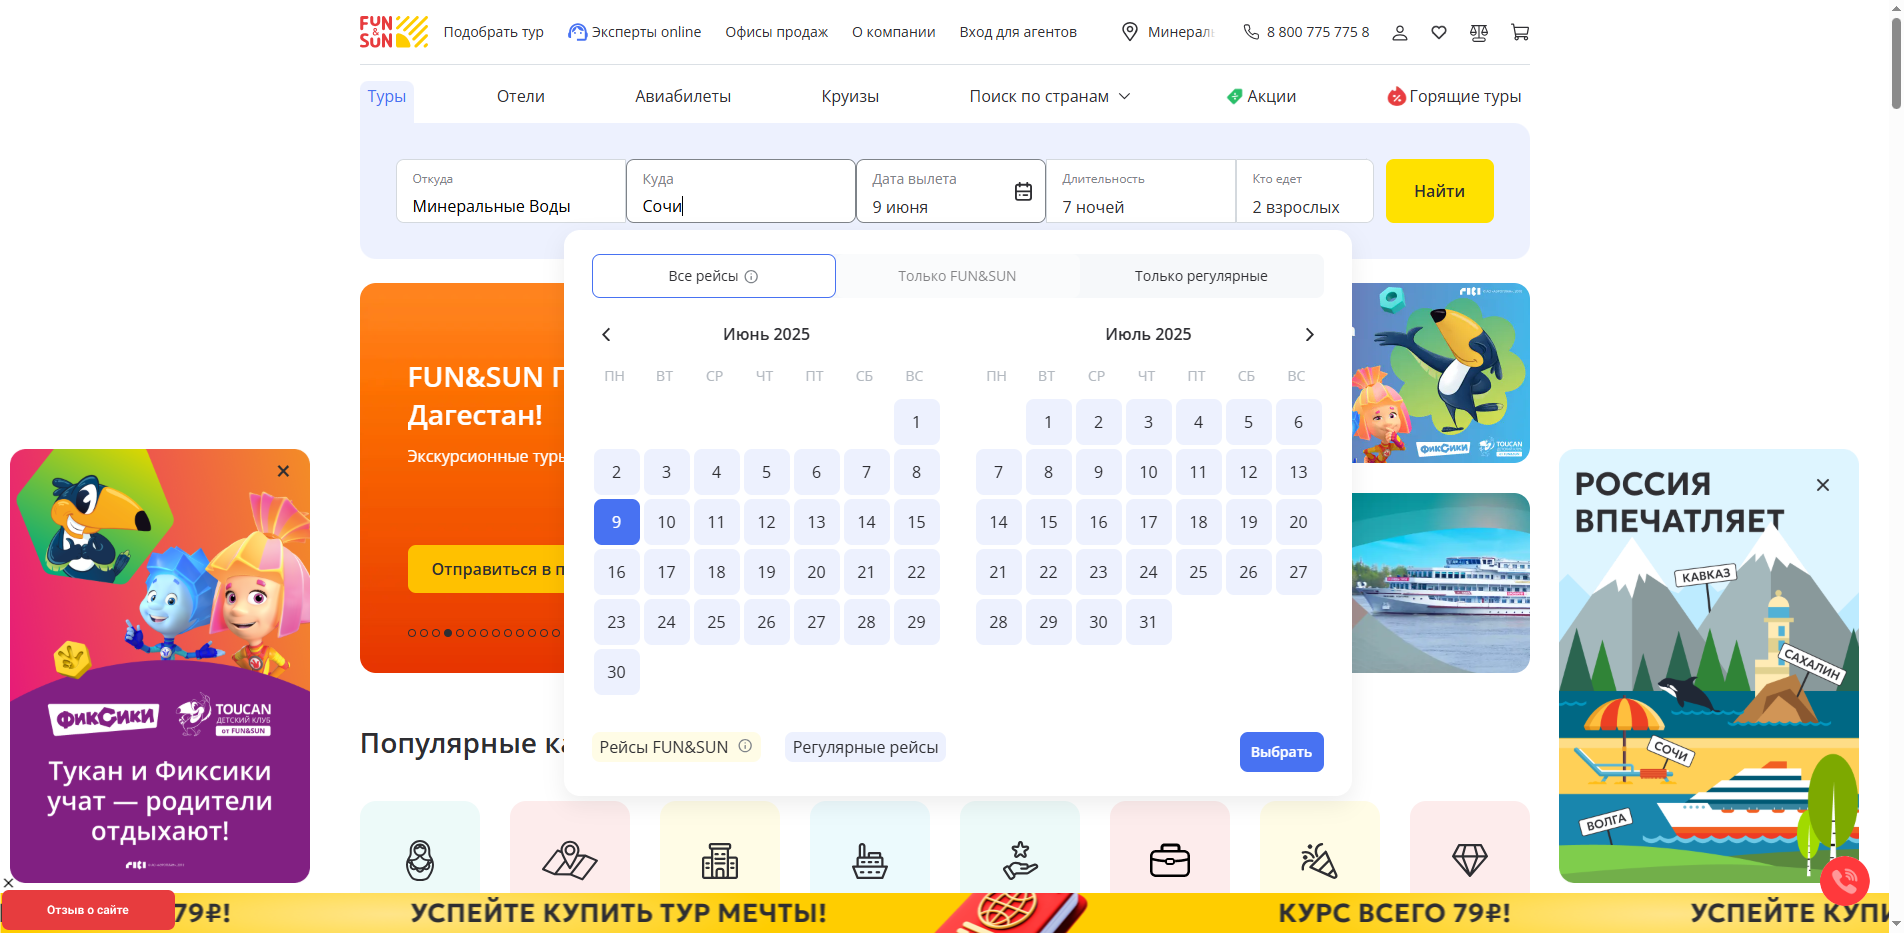 FUN
&
SUN
Подобрать тур
Эксперты online
Офисы продаж
О компании
Вход для агентов
Минерал
8 800 775 775 8
Туры
Отели
Авиабилеты
Круизы
Поиск по странам
Акции
Горящие туры
Откуда
Минеральные Воды
Куда
Сочи
Дата вылета
9 июня
Длительность
7 ночей
Кто едет
2 взрослых
Найти
Все рейсы
Только FUN&SUN
Только регулярные
Июнь 2025
ПН ВТ СР ЧТ ПТ СБ ВС
1
2 3 4 5 6 7 8
9 10 11 12 13 14 15
16 17 18 19 20 21 22
23 24 25 26 27 28 29
30
Июль 2025
ПН ВТ СР ЧТ ПТ СБ ВС
1 2 3 4 5 6
7 8 9 10 11 12 13
14 15 16 17 18 19 20
21 22 23 24 25 26 27
28 29 30 31
Рейсы FUN&SUN
Регулярные рейсы
Выбрать
FUN&SUN П
Дагестан!
Экскурсионные туры
Отправиться в п
ФИКСИКИ
TOUCAN
Популярные ка
ФИКСИКИ
TOUCAN
ДЕТСКИЙ КЛУБ
от FUN&SUN
Тукан и Фиксики
учат — родители
отдыхают!
РОССИЯ
ВПЕЧАТЛЯЕТ
КАВКАЗ
САХАЛИН
СОЧИ
ВОЛГА
Отзыв о сайте
79₽!
УСПЕЙТЕ КУПИТЬ ТУР МЕЧТЫ!
КУРС ВСЕГО 79₽!
УСПЕЙТЕ КУПИ